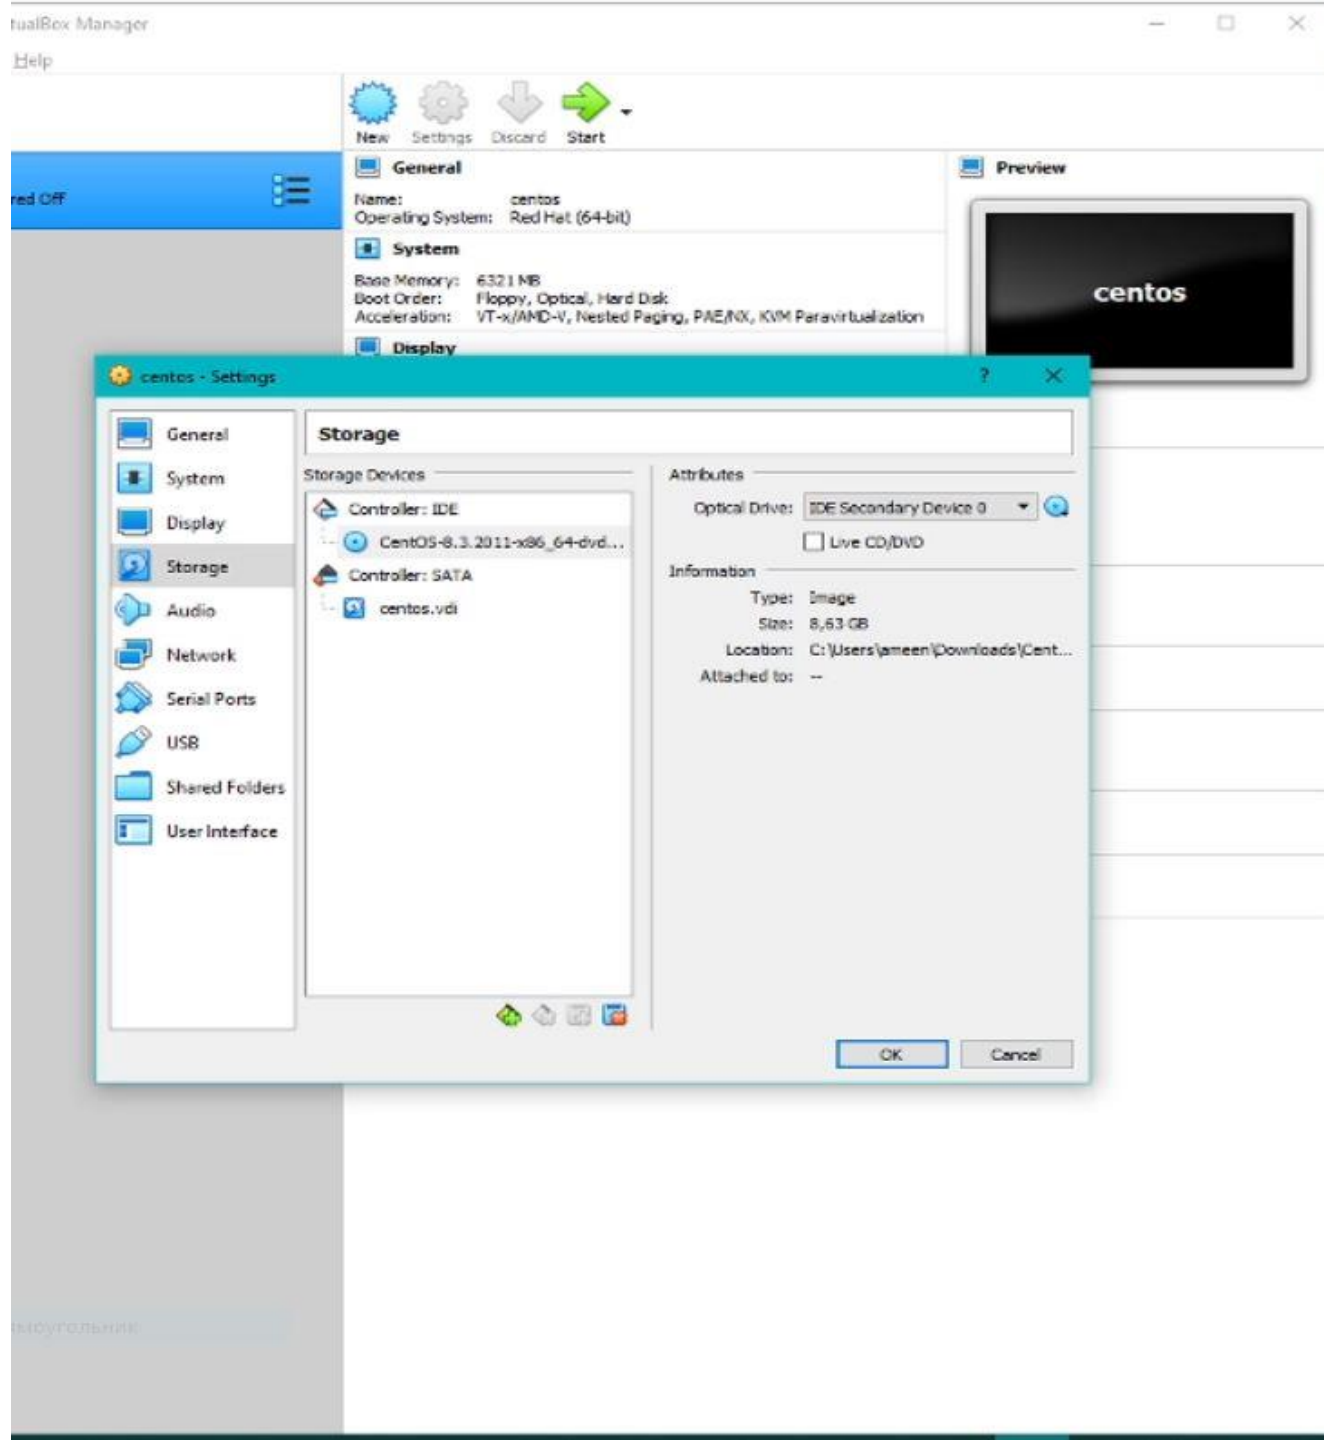 tualBox Manager
Help
New Settings Discard Start
red Off
General
Name: centos
Operating System: Red Hat (64-bit)
System
Base Memory: 6321 MB
Boot Order: Floppy, Optical, Hard Disk
Acceleration: VT-x/AMD-V, Nested Paging, PAE/NX, KVM Paravirtualization
Display
Preview
centos
centos - Settings ?
General
System
Display
Storage
Audio
Network
Serial Ports
USB
Shared Folders
User Interface
Storage
Storage Devices
Controller: IDE
CentOS-8.3.2011-x86_64-dvd...
Controller: SATA
centos.vdi
Attributes
Optical Drive: IDE Secondary Device 0
Live CD/DVD
Information
Type: Image
Size: 8,63 GB
Location: C:\Users\ameen\Downloads\Cent...
Attached to: --
OK Cancel